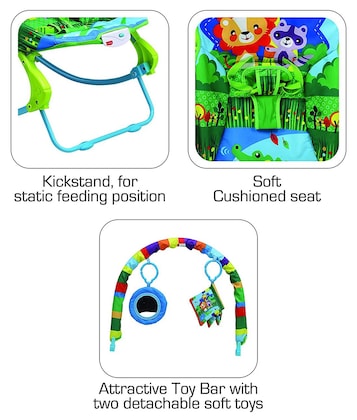 Kickstand, for
static feeding position
Soft
Cushioned seat
Attractive Toy Bar with
two detachable soft toys